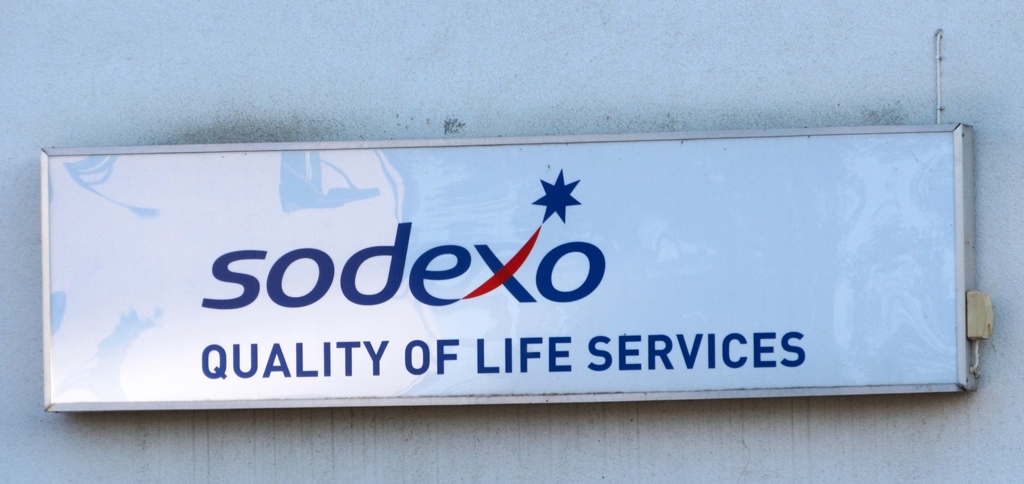 sodexo
QUALITY OF LIFE SERVICES